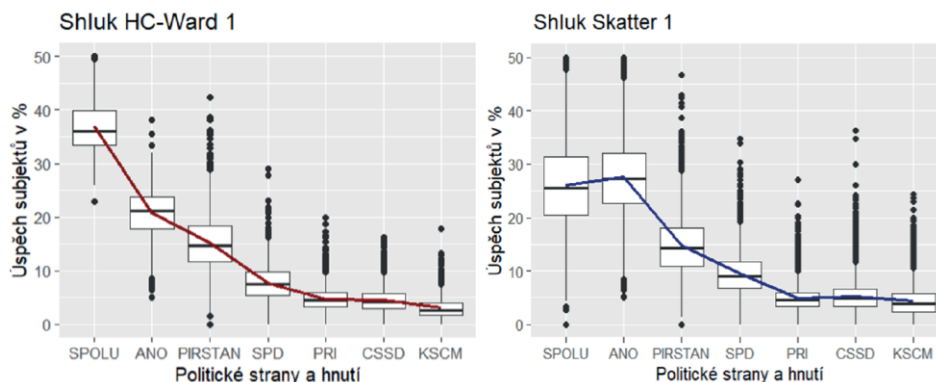 Shluk HC-Ward 1
Úspěch subjektů v %
50
40
30
20
10
0
SPOLU ANO PIRSTAN SPD PRI CSSD KSCM
Politické strany a hnutí
Shluk Skatter 1
Úspěch subjektů v %
50
40
30
20
10
0
SPOLU ANO PIRSTAN SPD PRI CSSD KSCM
Politické strany a hnutí